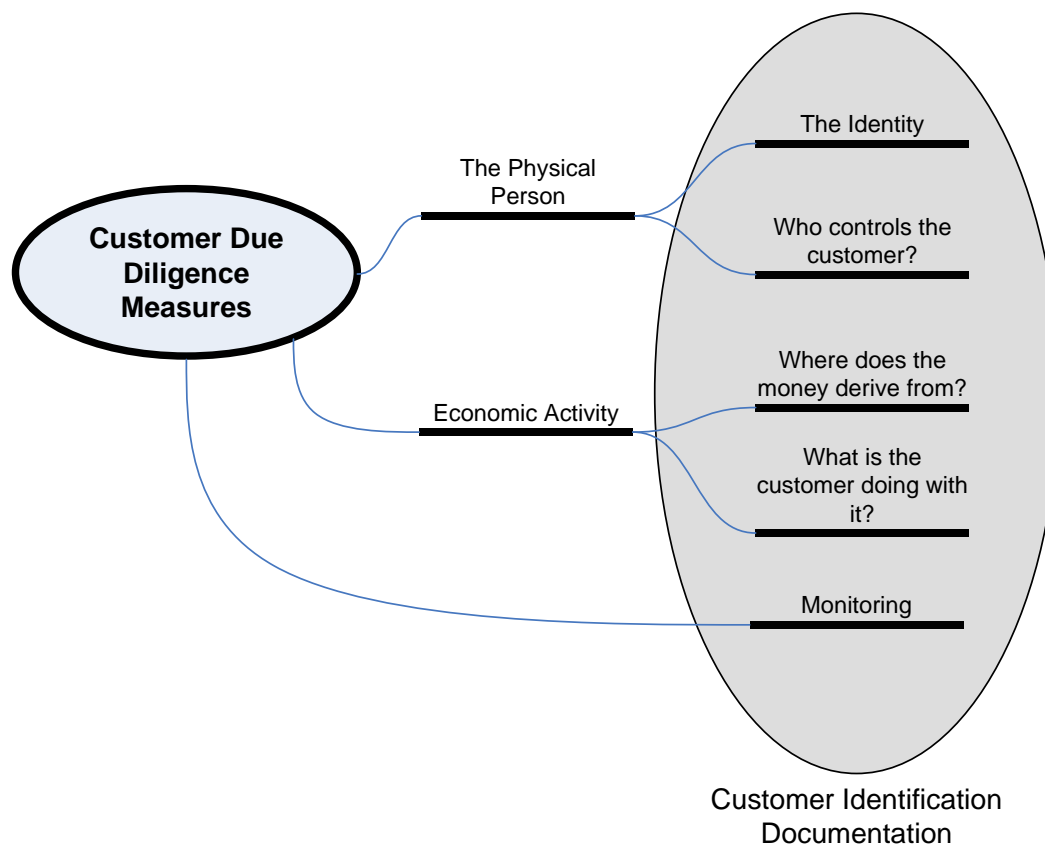 Customer Due
Diligence
Measures
The Physical
Person
Economic Activity
The Identity
Who controls the
customer?
Where does the
money derive from?
What is the
customer doing with
it?
Monitoring
Customer Identification
Documentation